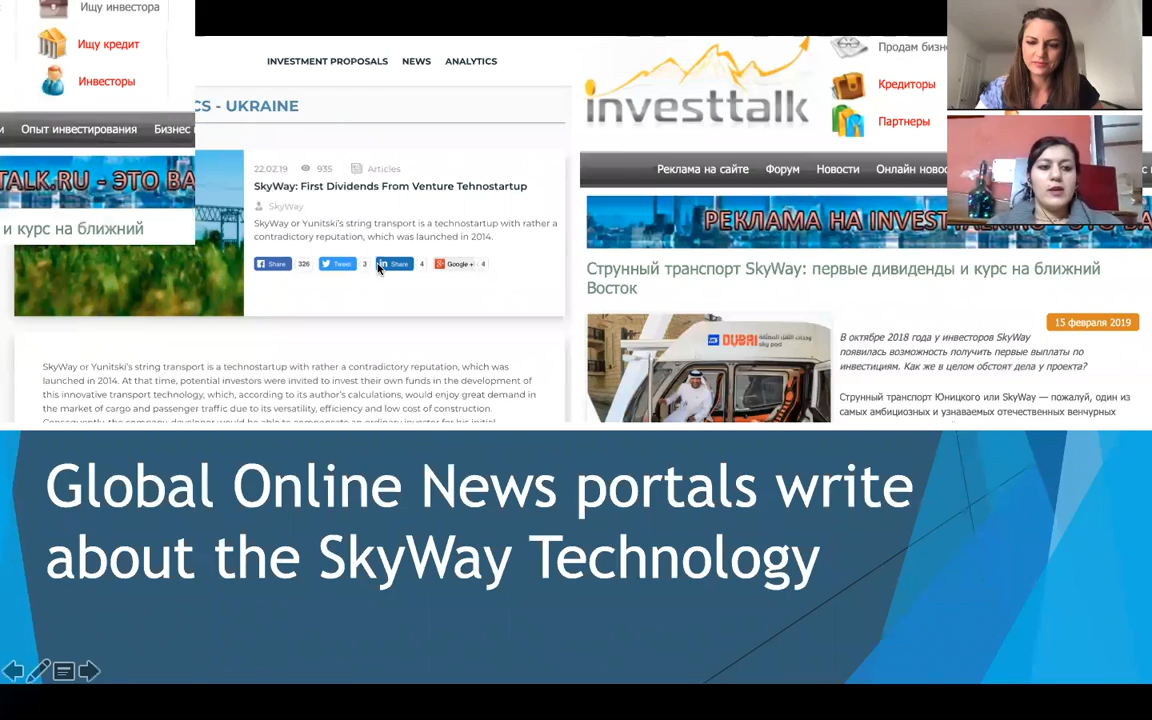 Ищу инвестора
Ищу кредит
Инвесторы
Опыт инвестирования
Бизнес
TALK.RU - ЭТО ВА
и курс на ближний
INVESTMENT PROPOSALS NEWS ANALYTICS
CS - UKRAINE
22.02.19 935 Articles
SkyWay: First Dividends From Venture Tehnostartup
SkyWay
SkyWay or Yunitski's string transport is a technostartup with rather a
contradictory reputation, which was launched in 2014.
Share 326 Tweet 3 in Share 4 Google + 4
SkyWay or Yunitski's string transport is a technostartup with rather a contradictory reputation, which was
launched in 2014. At that time, potential investors were invited to invest their own funds in the development of
this innovative transport technology, which, according to its author's calculations, would enjoy great demand in
the market of cargo and passenger traffic due to its versatility, efficiency and low cost of construction.
investtalk
Продам бизн
Кредиторы
Партнеры
Реклама на сайте Форум Новости Онлайн новос
РЕКЛАМА НА INVEST
Струнный транспорт SkyWay: первые дивиденды и курс на ближний
Восток
15 февраля 2019
DUBAI
sky pod
В октябре 2018 года у инвесторов SkyWay
появилась возможность получить первые выплаты по
инвестициям. Как же в целом обстоят дела у проекта?
Струнный транспорт Юницкого или SkyWay — пожалуй, один из
самых амбициозных и узнаваемых отечественных венчурных
Global Online News portals write
about the SkyWay Technology